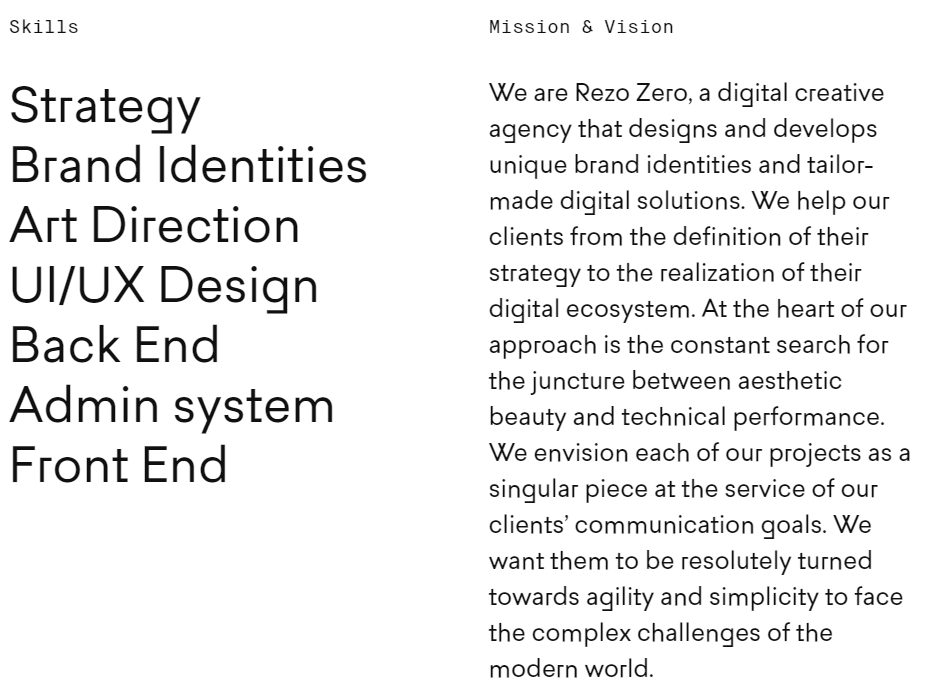 Skills
Strategy
Brand Identities
Art Direction
UI/UX Design
Back End
Admin system
Front End
Mission & Vision
We are Rezo Zero, a digital creative
agency that designs and develops
unique brand identities and tailor-
made digital solutions. We help our
clients from the definition of their
strategy to the realization of their
digital ecosystem. At the heart of our
approach is the constant search for
the juncture between aesthetic
beauty and technical performance.
We envision each of our projects as a
singular piece at the service of our
clients’ communication goals. We
want them to be resolutely turned
towards agility and simplicity to face
the complex challenges of the
modern world.